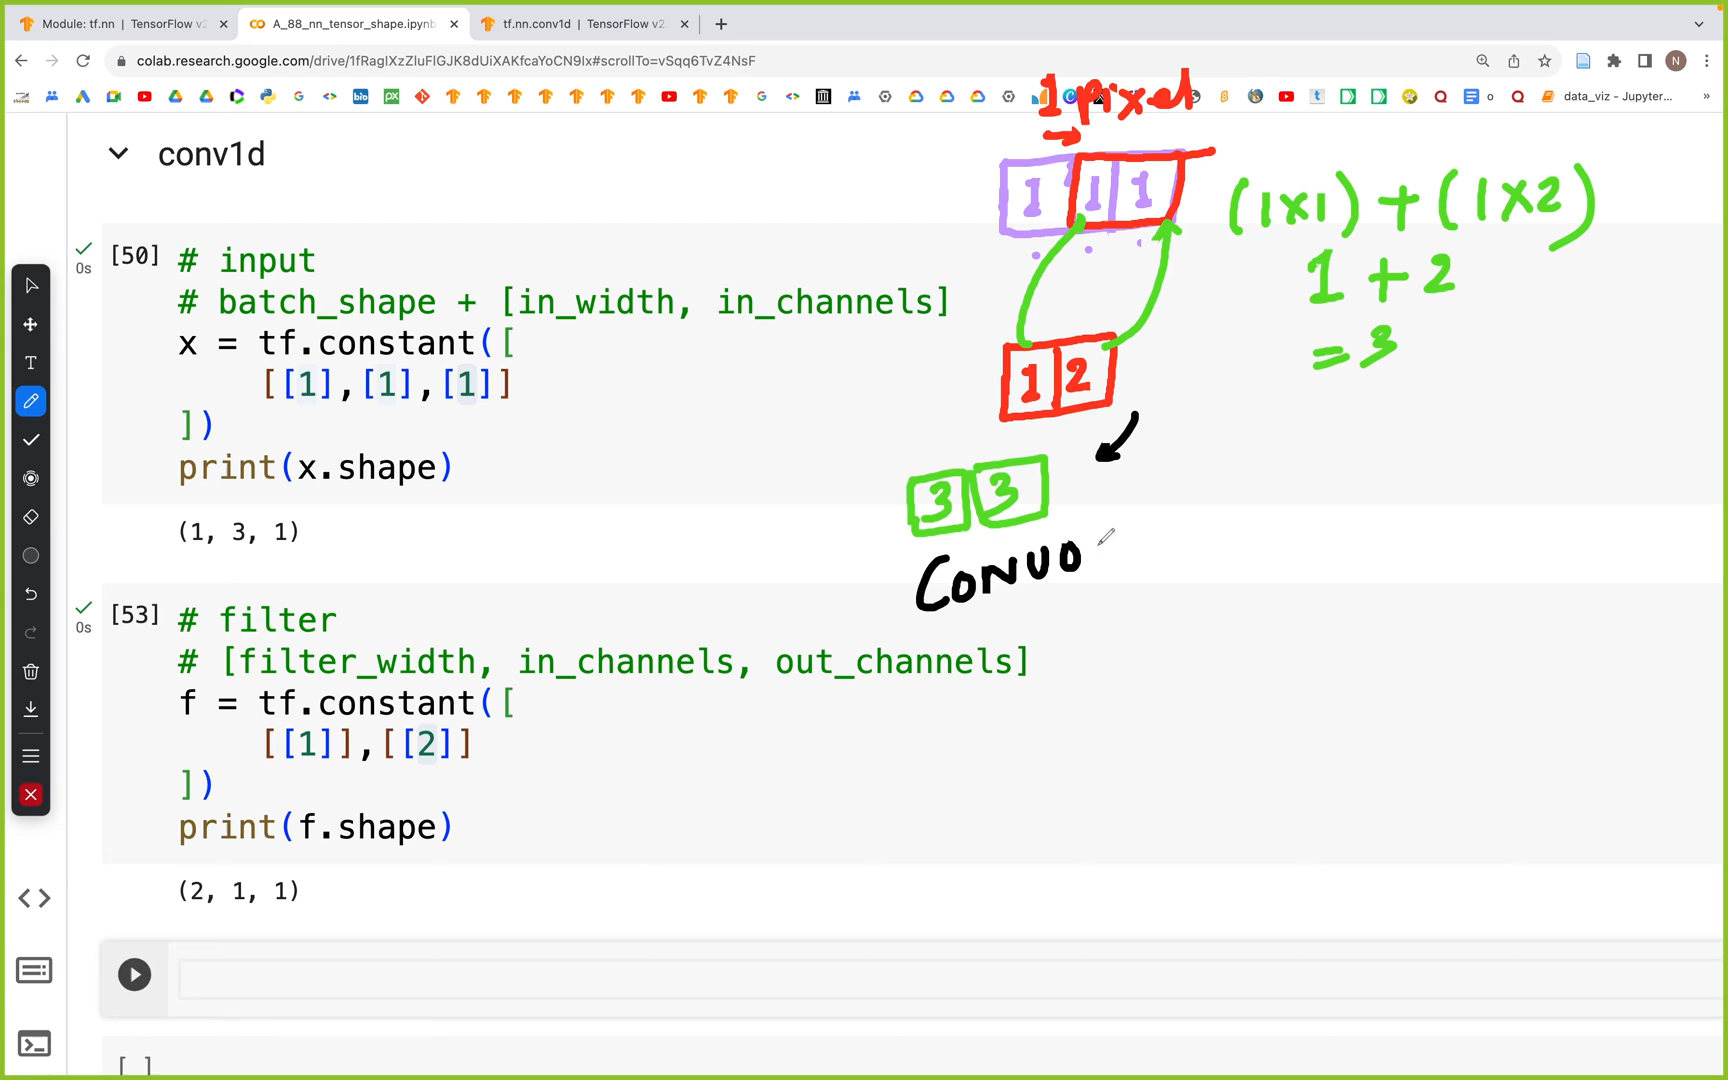 Module: tf.nn | TensorFlow v2
A_88_nn_tensor_shape.ipynb
tf.nn.conv1d | TensorFlow v2
colab.research.google.com/drive/1fRagIXzZluFlGJK8dUiXAKfcaYoCN9Ix#scrollTo=vSqq6TvZ4NsF
N
data_viz - Jupyter...
1 pixel
conv1d
1 1 1
(1x1) + (1x2)
1 + 2
= 3
1 2
3 3
CONVO
[50]
0s
# input
# batch_shape + [in_width, in_channels]
x = tf.constant([
[[1],[1],[1]]
])
print(x.shape)
(1, 3, 1)
[53]
0s
# filter
# [filter_width, in_channels, out_channels]
f = tf.constant([
[[1]],[[2]]
])
print(f.shape)
(2, 1, 1)
[ ]